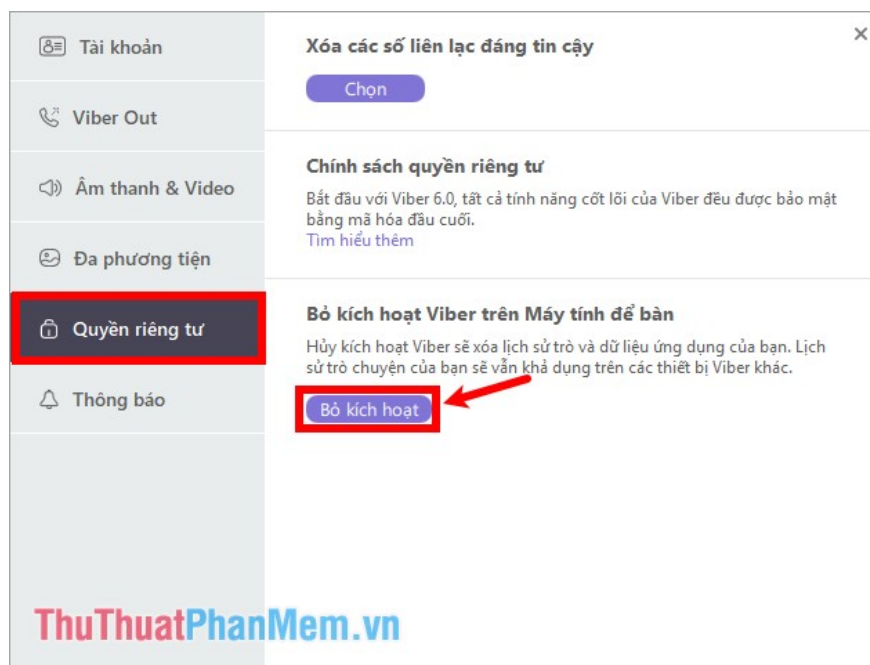 Tài khoản
Viber Out
Âm thanh & Video
Đa phương tiện
Quyền riêng tư
Thông báo
Xóa các số liên lạc đáng tin cậy
Chọn
Chính sách quyền riêng tư
Bắt đầu với Viber 6.0, tất cả tính năng cốt lõi của Viber đều được bảo mật
bằng mã hóa đầu cuối.
Tìm hiểu thêm
Bỏ kích hoạt Viber trên Máy tính để bàn
Hủy kích hoạt Viber sẽ xóa lịch sử trò và dữ liệu ứng dụng của bạn. Lịch
sử trò chuyện của bạn sẽ vẫn khả dụng trên các thiết bị Viber khác.
Bỏ kích hoạt
ThuThuatPhanMem.vn